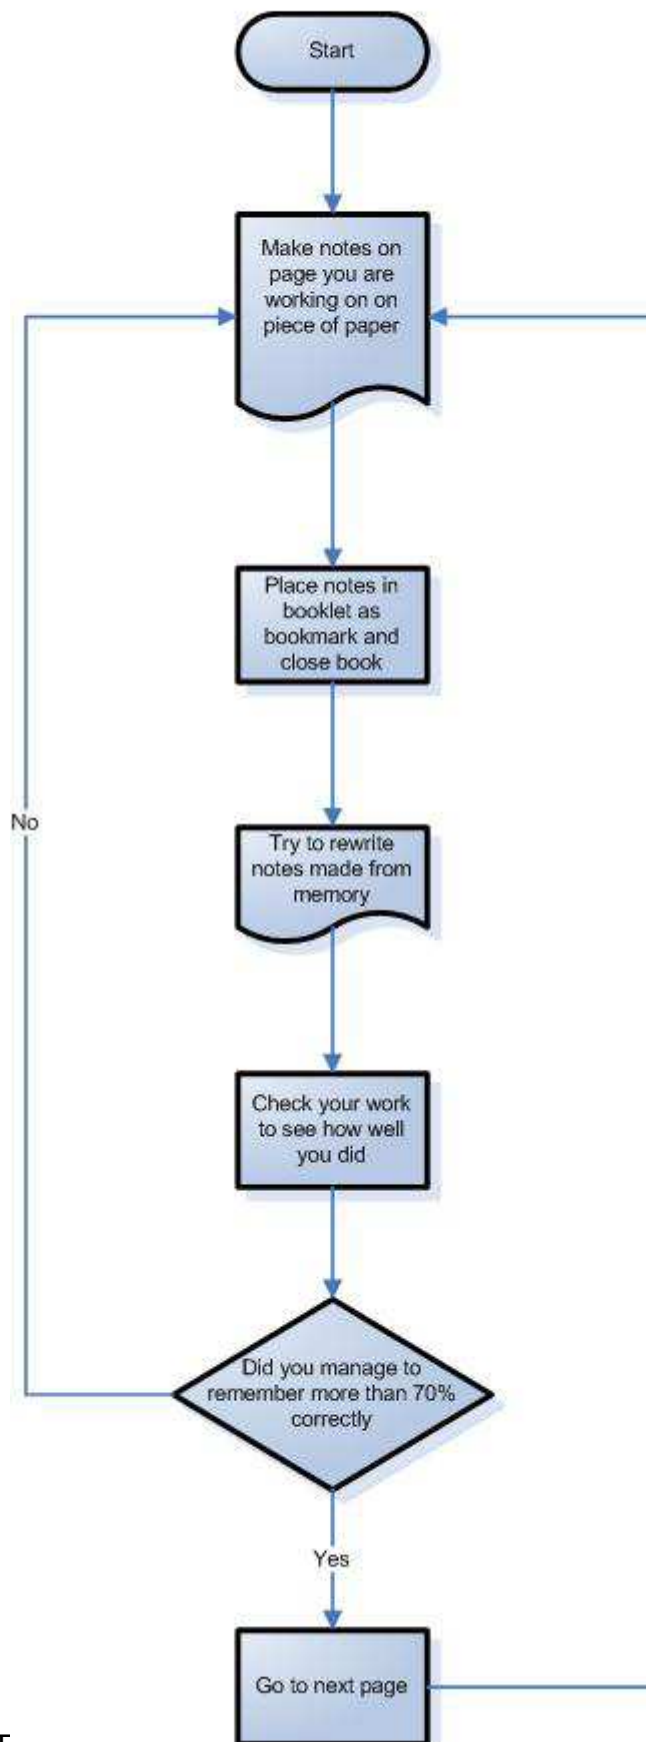 Start
Make notes on
page you are
working on on
piece of paper
Place notes in
booklet as
bookmark and
close book
No
Try to rewrite
notes made from
memory
Check your work
to see how well
you did
Did you manage to
remember more than 70%
correctly
Yes
Go to next page